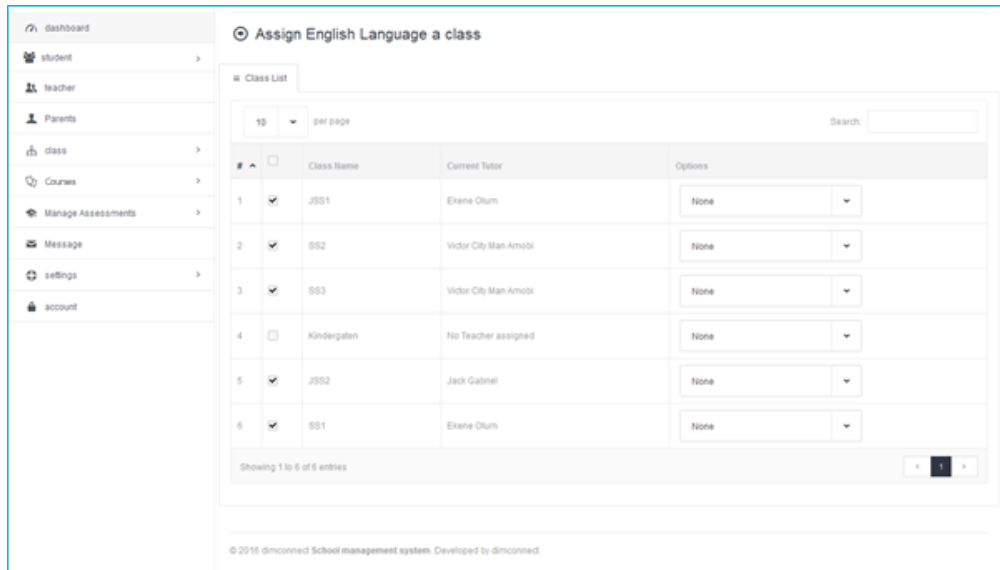 dashboard
student
teacher
Parents
class
Courses
Manage Assessments
Message
settings
account
Assign English Language a class
Class List
10 per page Search:
# Class Name Current Tutor Options
1 JSS1 Ekene Olum None
2 SS2 Victor City Man Amobi None
3 SS3 Victor City Man Amobi None
4 Kindergaten No Teacher assigned None
5 JSS2 Jack Gabriel None
6 SS1 Ekene Olum None
Showing 1 to 6 of 6 entries < 1 >
© 2016 dimconnect School management system. Developed by dimconnect